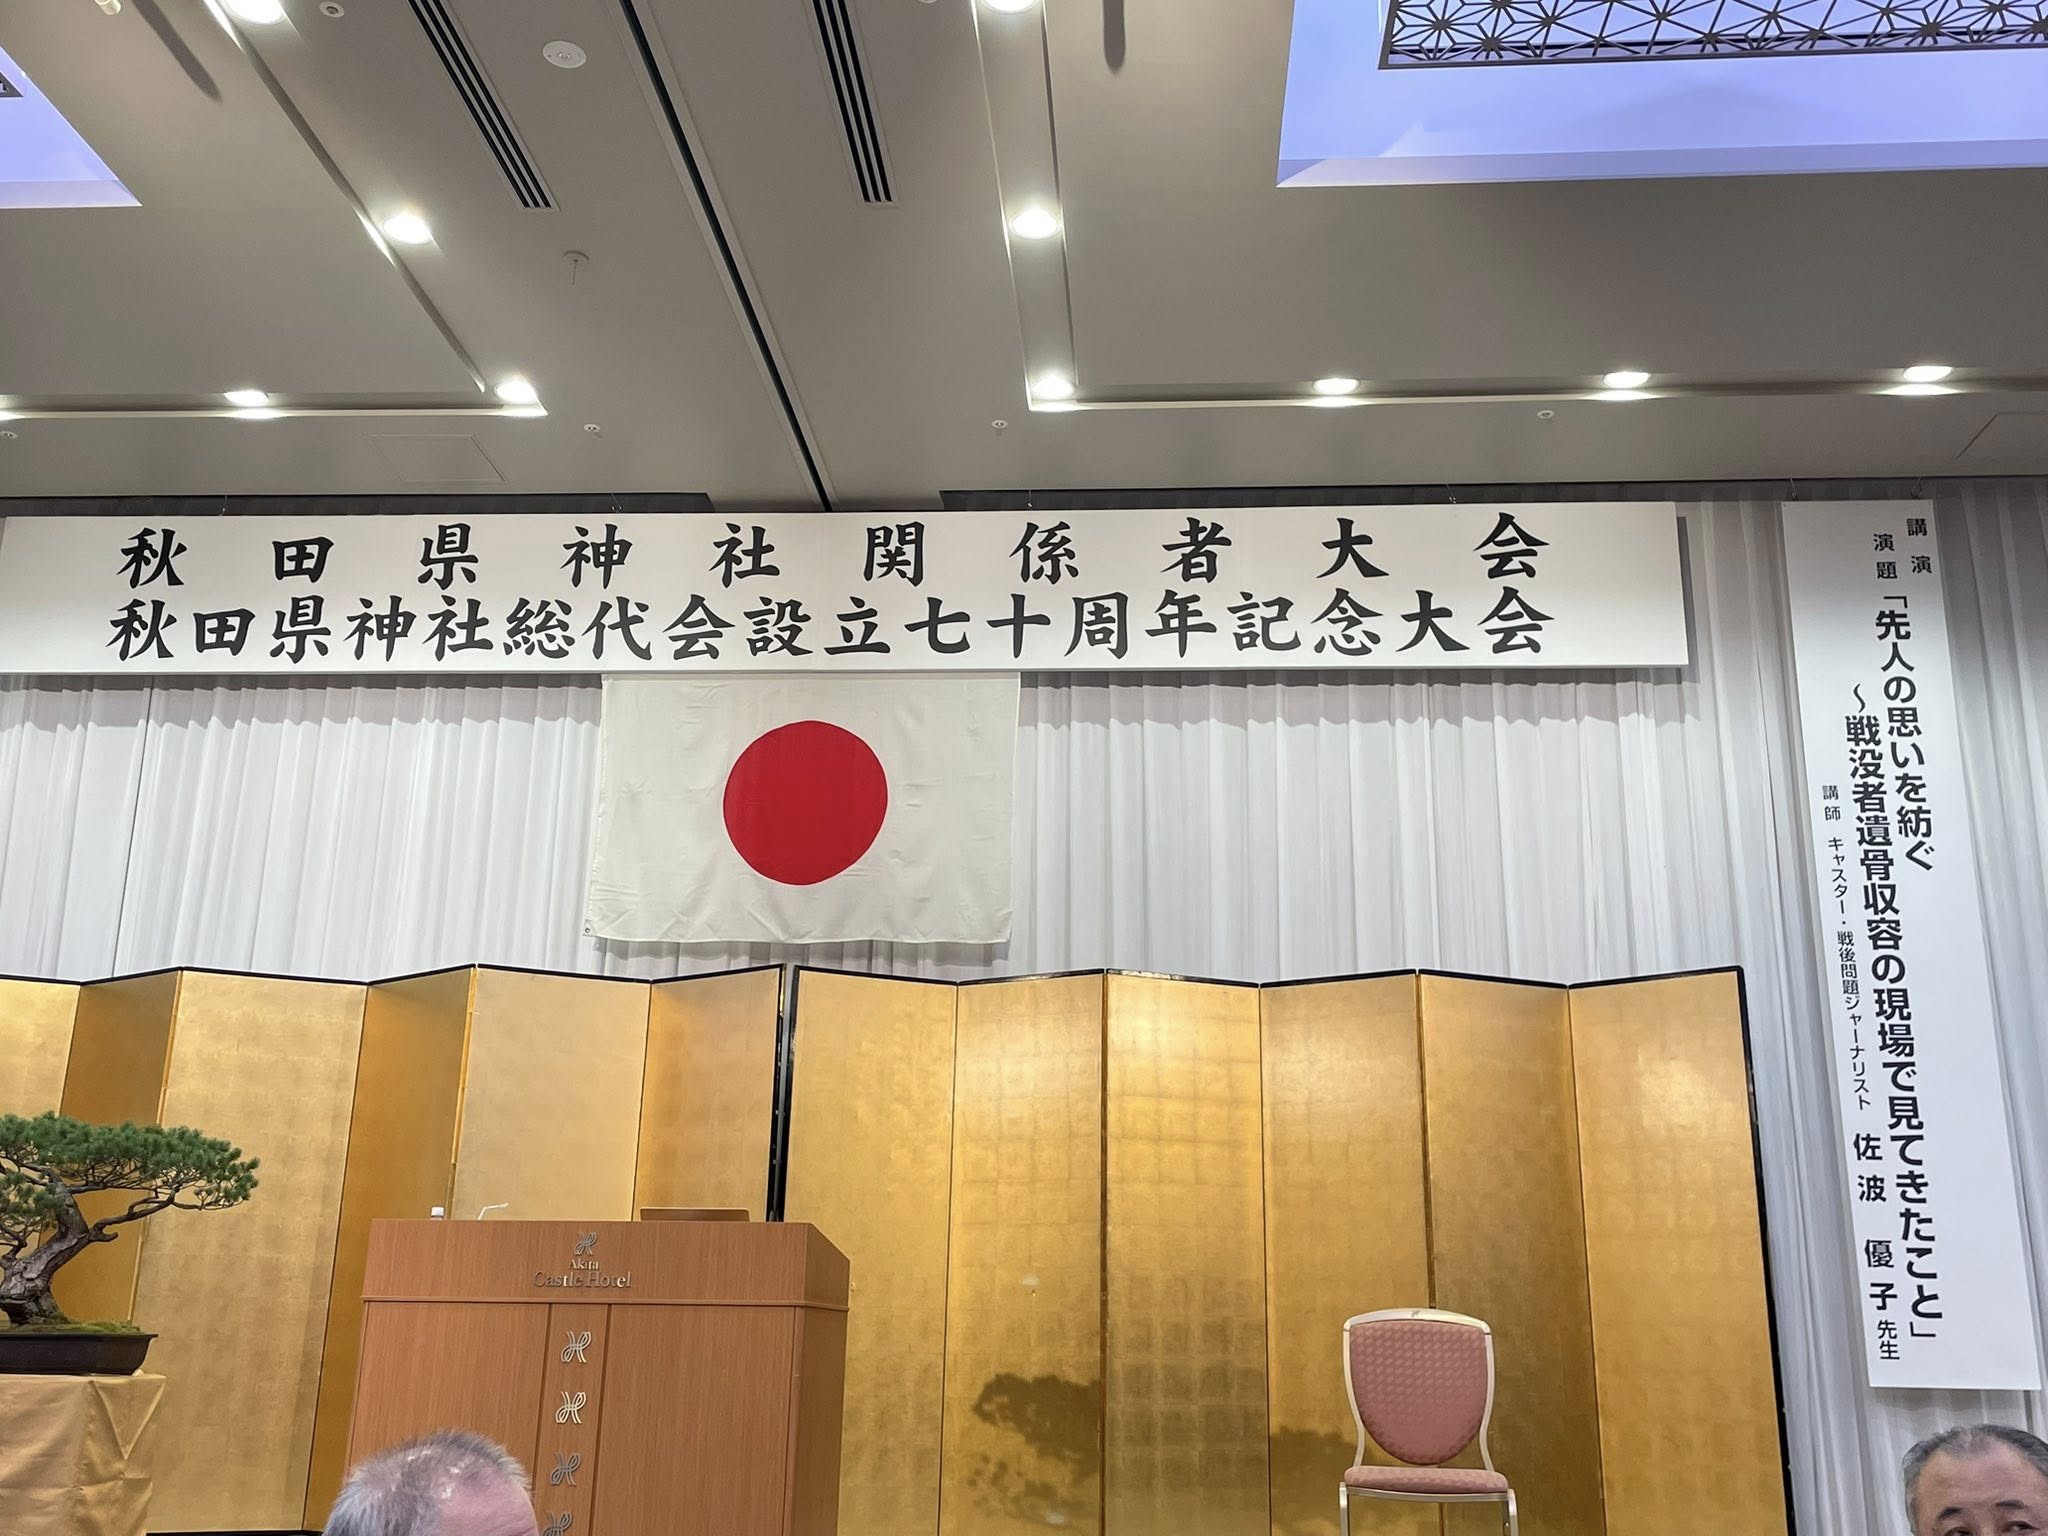 秋田県神社関係者大会
秋田県神社総代会設立七十周年記念大会
講演
演題「先人の思いを紡ぐ
～戦没者遺骨収容の現場で見てきたこと」
講師 キャスター・戦後問題ジャーナリスト 佐波優子先生
Akita
Castle Hotel